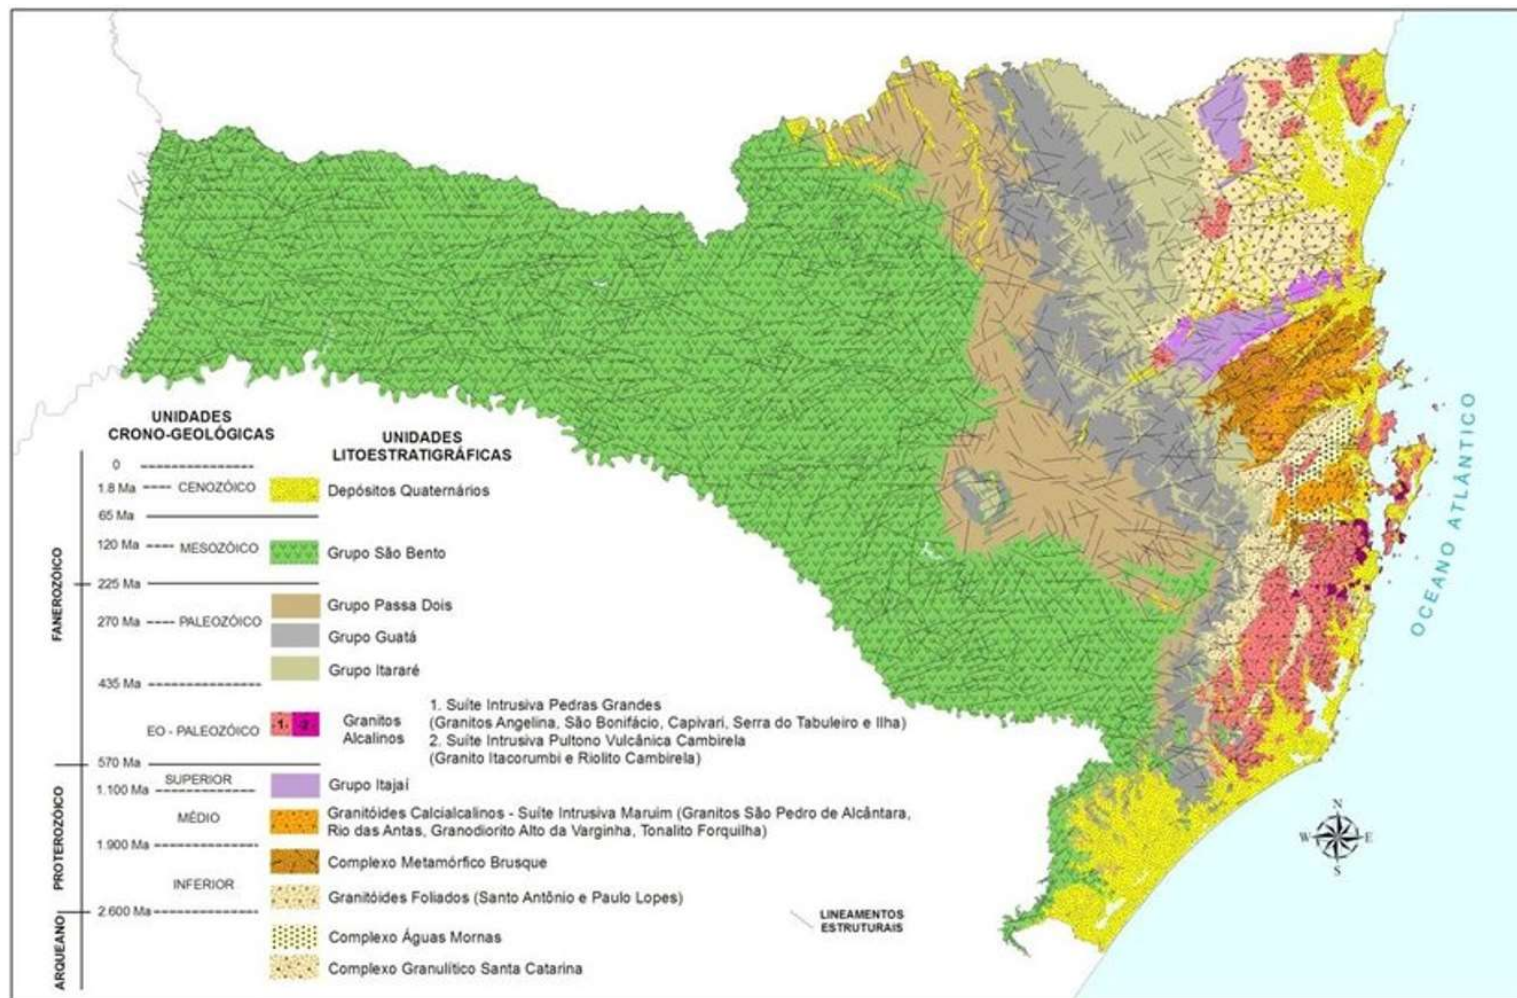 UNIDADES
CRONO-GEOLÓGICAS
UNIDADES
LITOESTRATIGRÁFICAS
0
1.8 Ma
CENOZÓICO
Depósitos Quaternários
65 Ma
120 Ma
MESOZÓICO
Grupo São Bento
FANEROZÓICO
225 Ma
Grupo Passa Dois
270 Ma
PALEOZÓICO
Grupo Guatá
Grupo Itararé
435 Ma
EO - PALEOZÓICO
1
2
Granitos
Alcalinos
1. Suíte Intrusiva Pedras Grandes
(Granitos Angelina, São Bonifácio, Capivari, Serra do Tabuleiro e Ilha)
2. Suíte Intrusiva Pultono Vulcânica Cambirela
(Granito Itacorumbi e Riolito Cambirela)
570 Ma
SUPERIOR
Grupo Itajaí
1.100 Ma
PROTEROZÓICO
MÉDIO
Granitóides Calcialcalinos - Suíte Intrusiva Maruim (Granitos São Pedro de Alcântara,
Rio das Antas, Granodiorito Alto da Varginha, Tonalito Forquilha)
1.900 Ma
Complexo Metamórfico Brusque
INFERIOR
Granitóides Foliados (Santo Antônio e Paulo Lopes)
2.600 Ma
ARQUEANO
Complexo Águas Mornas
Complexo Granulítico Santa Catarina
LINEAMENTOS
ESTRUTURAIS
OCEANO ATLÂNTICO
N
W
E
S